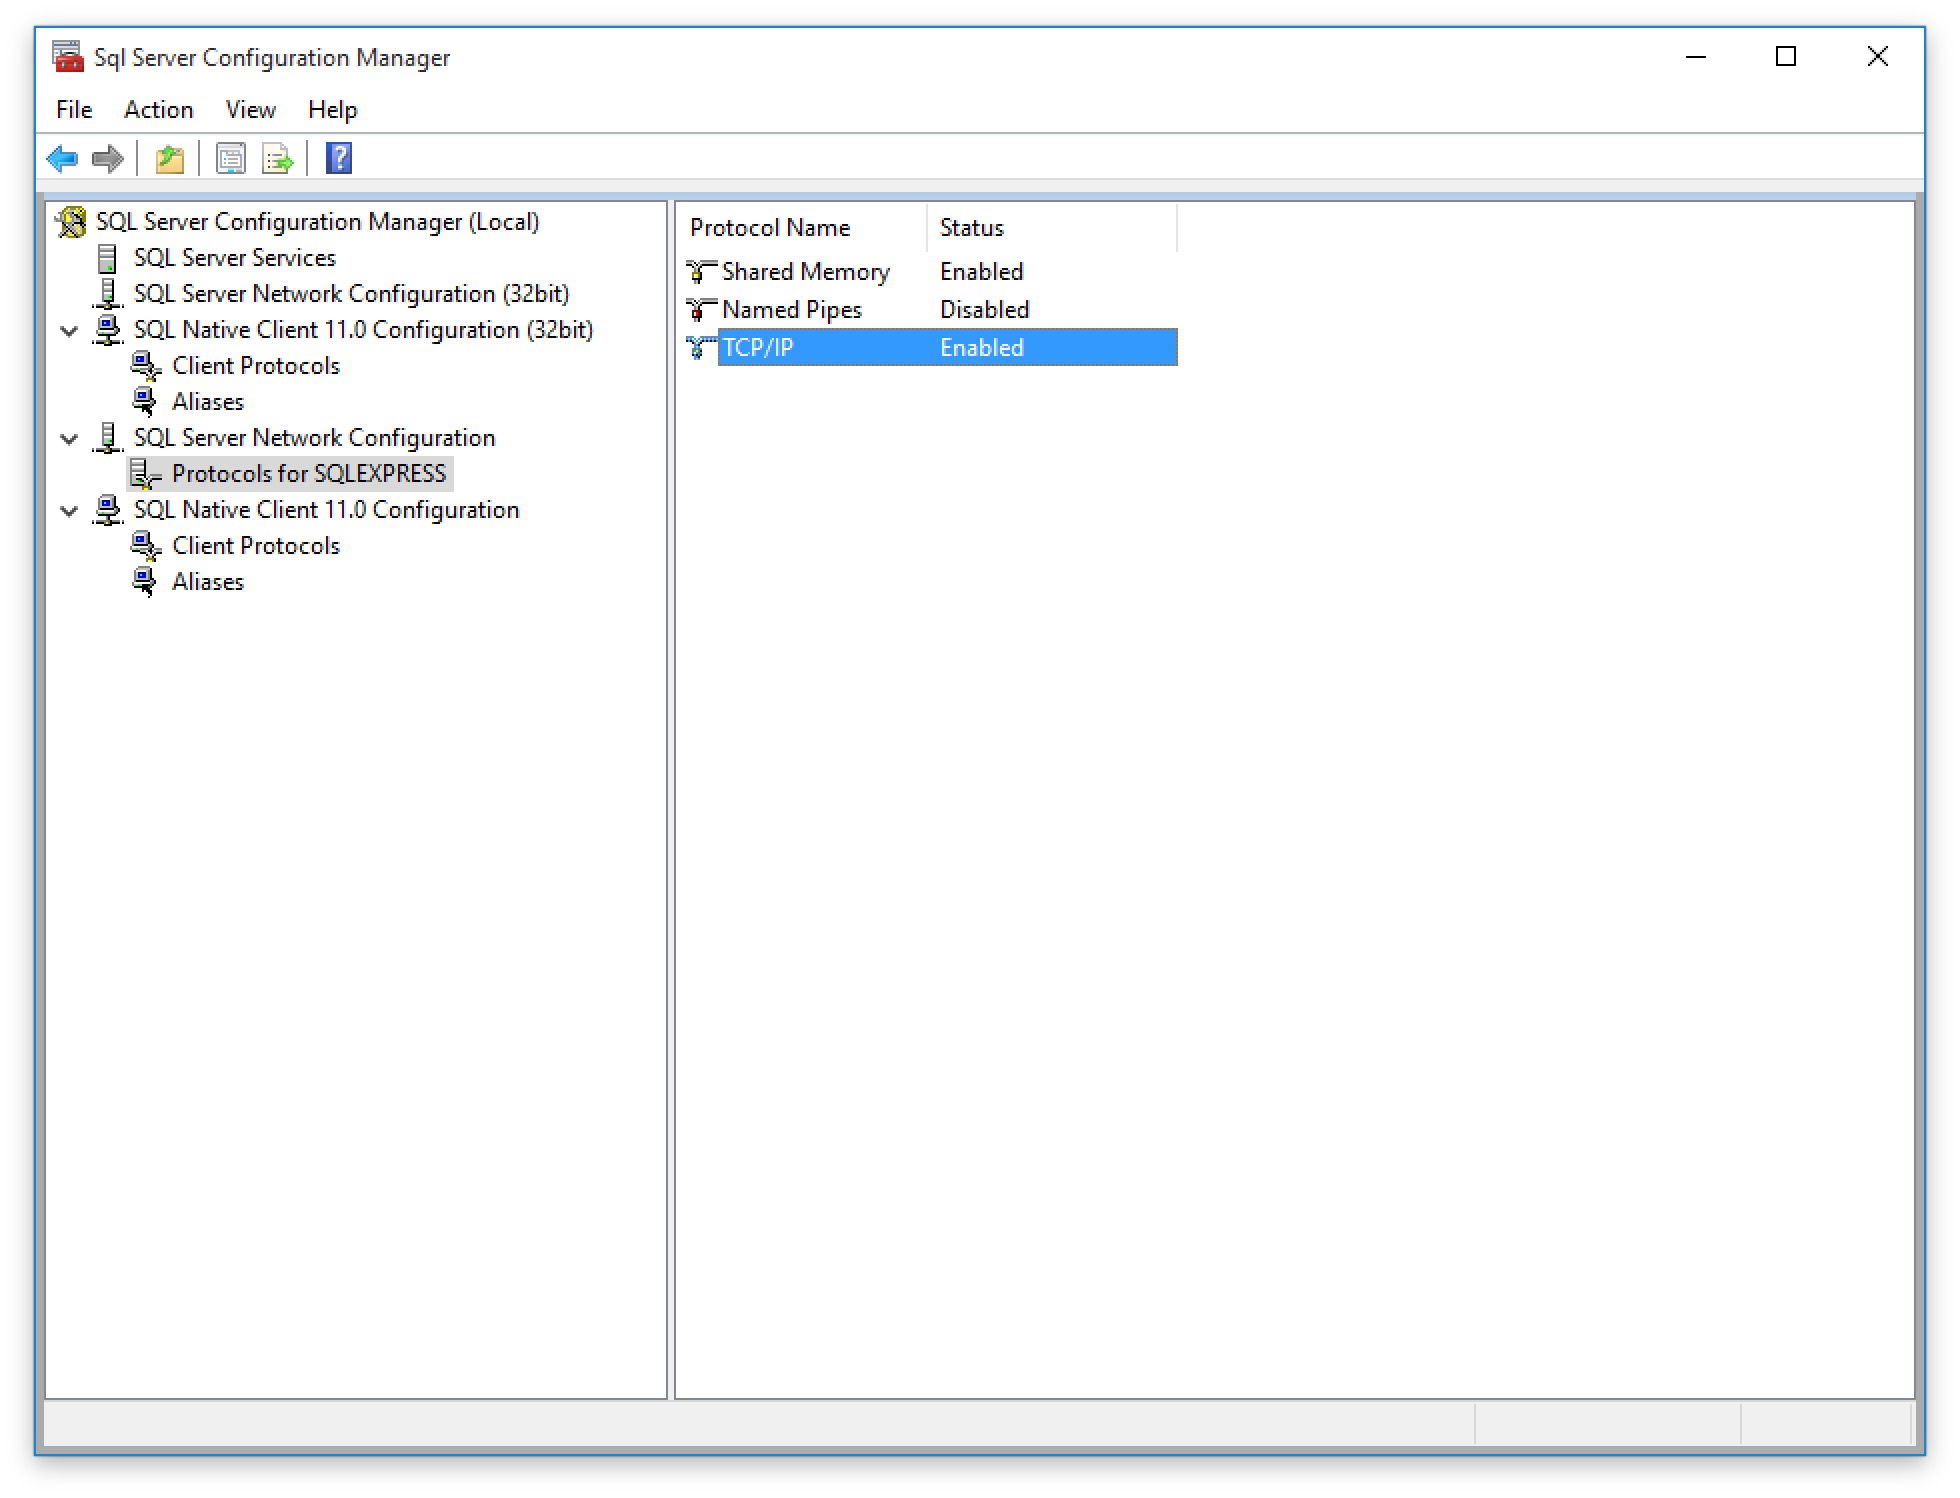 Sql Server Configuration Manager
File Action View Help
?
SQL Server Configuration Manager (Local)
SQL Server Services
SQL Server Network Configuration (32bit)
SQL Native Client 11.0 Configuration (32bit)
Client Protocols
Aliases
SQL Server Network Configuration
Protocols for SQLEXPRESS
SQL Native Client 11.0 Configuration
Client Protocols
Aliases
Protocol Name Status
Shared Memory Enabled
Named Pipes Disabled
TCP/IP Enabled